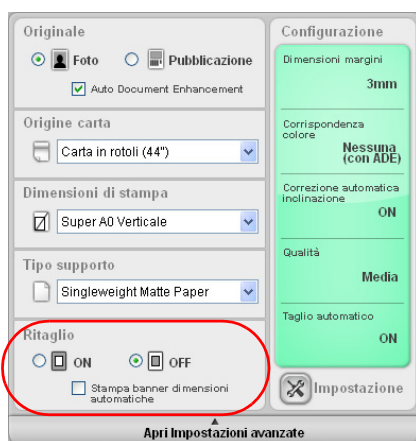 Originale
Foto
Pubblicazione
Auto Document Enhancement
Origine carta
Carta in rotoli (44")
Dimensioni di stampa
Super A0 Verticale
Tipo supporto
Singleweight Matte Paper
Ritaglio
ON
OFF
Stampa banner dimensioni
automatiche
Configurazione
Dimensioni margini
3mm
Corrispondenza
colore
Nessuna
(con ADE)
Correzione automatica
inclinazione
ON
Qualità
Media
Taglio automatico
ON
Impostazione
Apri Impostazioni avanzate